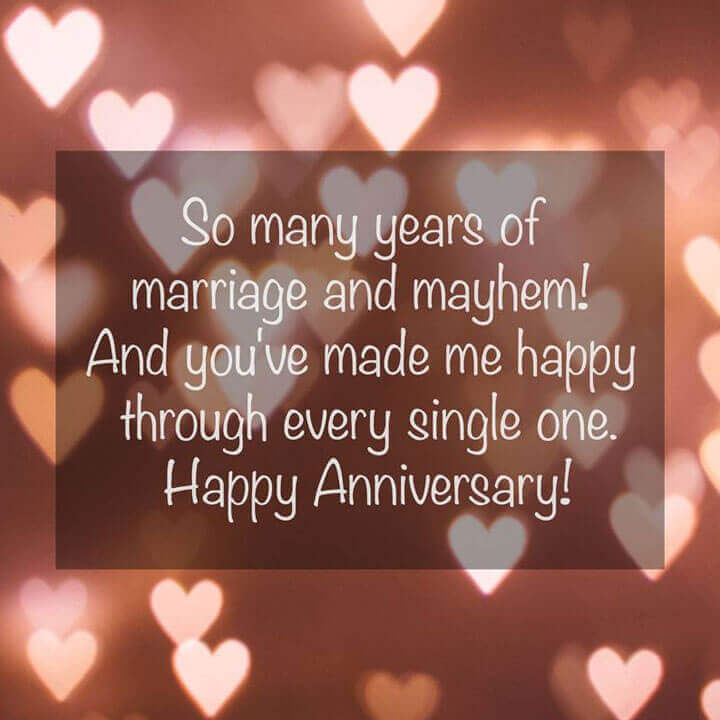 So many years of
marriage and mayhem!
And you've made me happy
through every single one.
Happy Anniversary!